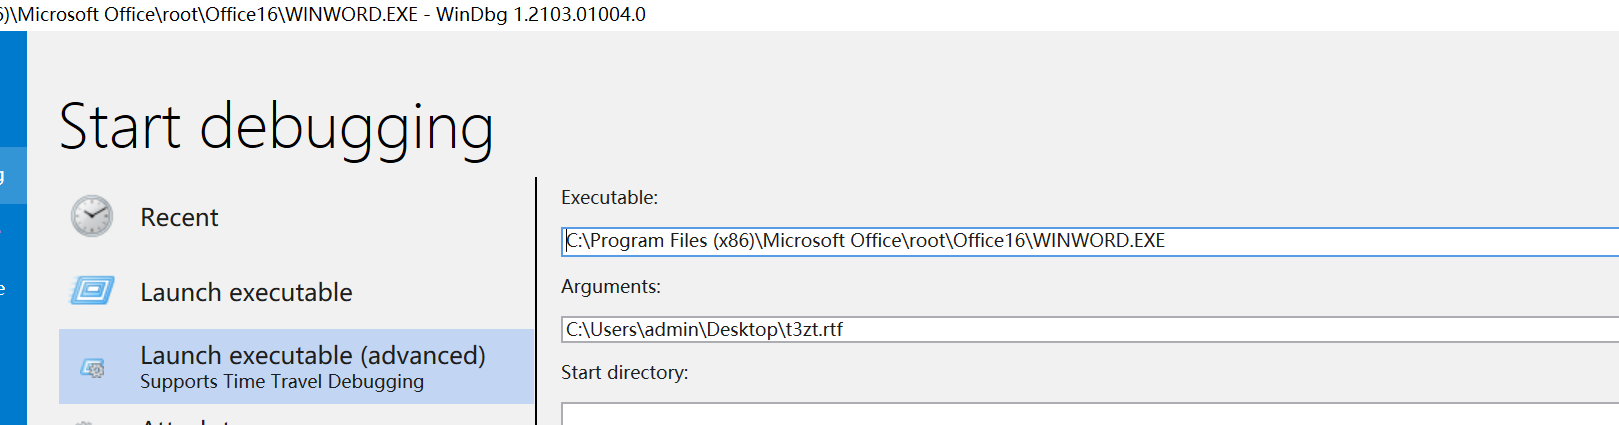 6)\Microsoft Office\root\Office16\WINWORD.EXE - WinDbg 1.2103.01004.0
Start debugging
Recent
Launch executable
Launch executable (advanced)
Supports Time Travel Debugging
Executable:
C:\Program Files (x86)\Microsoft Office\root\Office16\WINWORD.EXE
Arguments:
C:\Users\admin\Desktop\t3zt.rtf
Start directory: